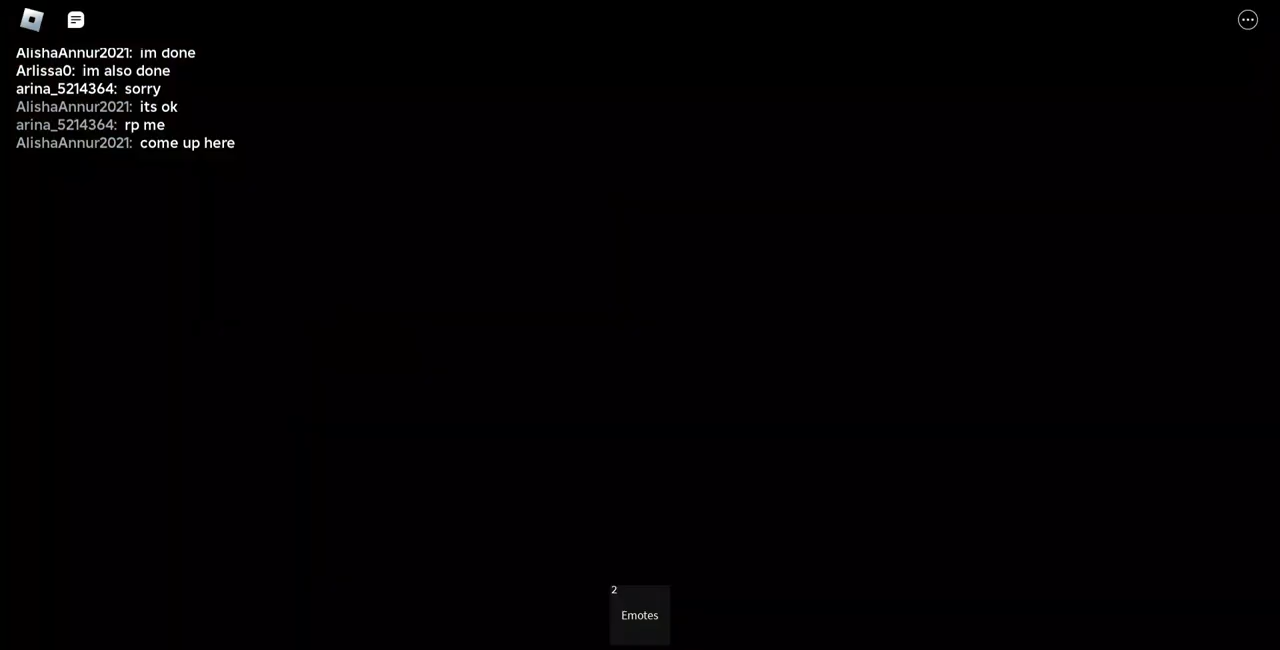 AlishaAnnur2021: im done
Arlissa0: im also done
arina_5214364: sorry
AlishaAnnur2021: its ok
arina_5214364: rp me
AlishaAnnur2021: come up here
2
Emotes